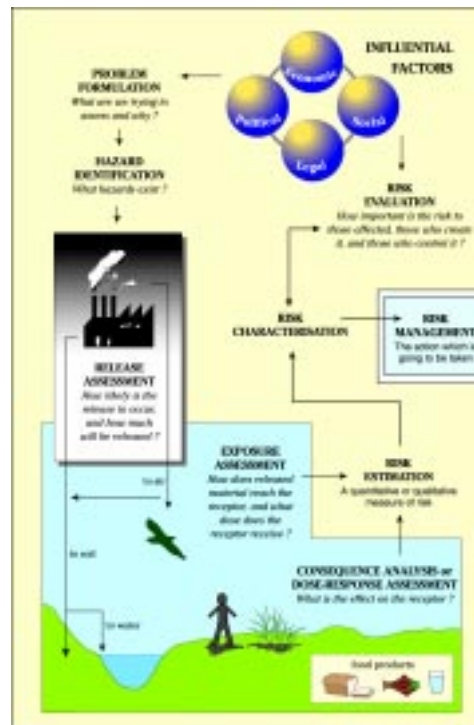 INFLUENTIAL
FACTORS
Economic
Political
Social
Legal
PROBLEM
FORMULATION
What are we trying to
assess and why ?
HAZARD
IDENTIFICATION
What hazards exist ?
RISK
EVALUATION
How important is the risk to
those affected, those who create
it, and those who control it ?
RISK
CHARACTERISATION
RISK
MANAGEMENT
The action which is
going to be taken
RELEASE
ASSESSMENT
How likely is the
release to occur,
and how much
will be released ?
EXPOSURE
ASSESSMENT
How does released
material reach the
receptor, and what
dose does the
receptor receive ?
RISK
ESTIMATION
A quantitative or qualitative
measure of risk
to air
to soil
to water
CONSEQUENCE ANALYSIS or
DOSE-RESPONSE ASSESSMENT
What is the effect on the receptor ?
food products